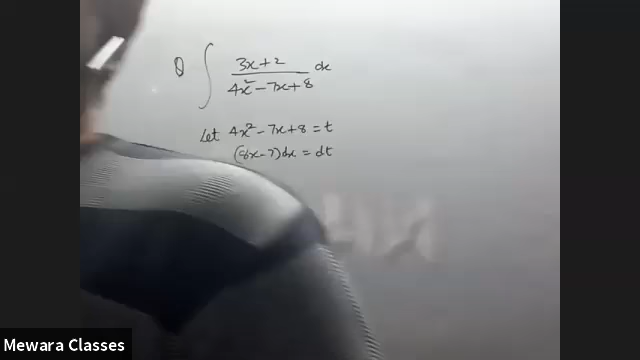 Q ∫ (3x+2)/(4x²-7x+8) dx
Let 4x²-7x+8 = t
(8x-7)dx = dt
Mewara Classes